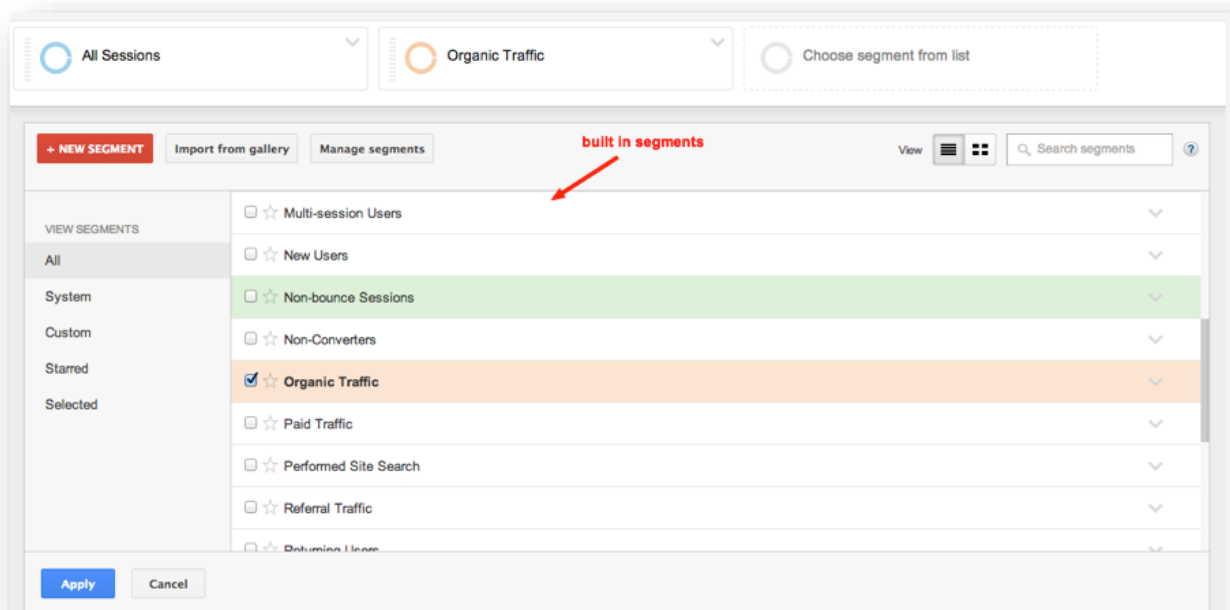 All Sessions
Organic Traffic
Choose segment from list
+ NEW SEGMENT
Import from gallery
Manage segments
built in segments
View
Search segments
?
VIEW SEGMENTS
All
System
Custom
Starred
Selected
Multi-session Users
New Users
Non-bounce Sessions
Non-Converters
Organic Traffic
Paid Traffic
Performed Site Search
Referral Traffic
Returning Users
Apply
Cancel